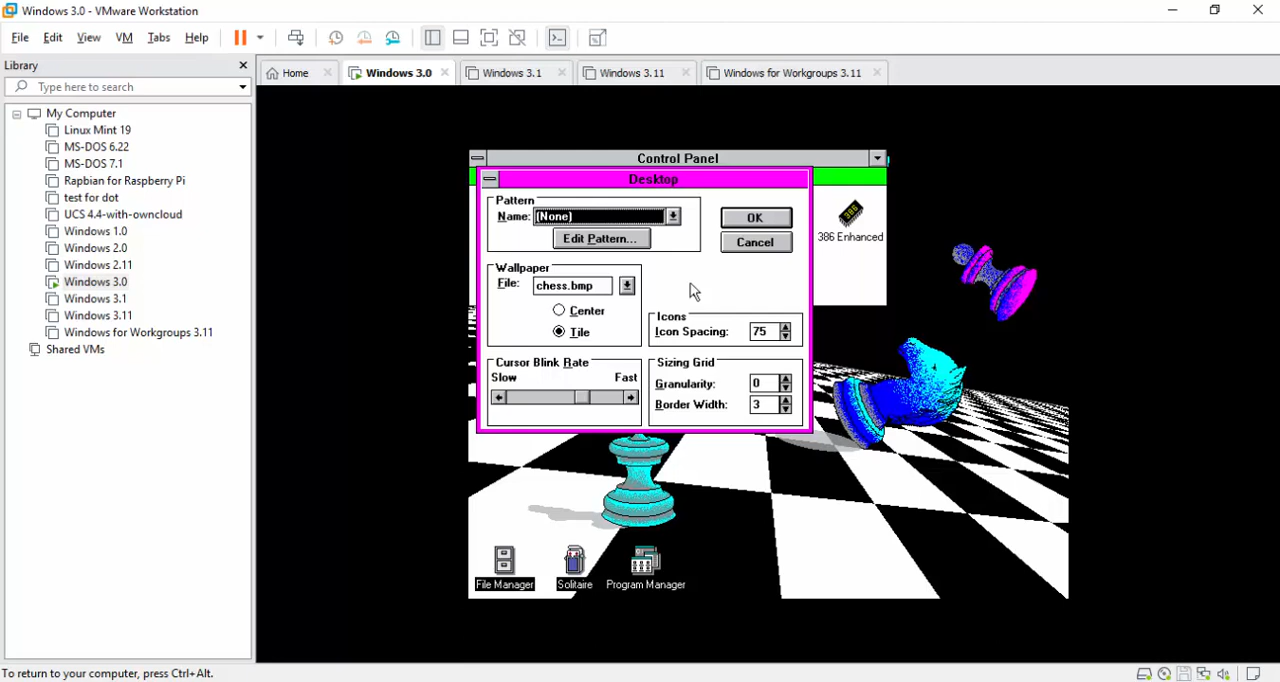 Windows 3.0 - VMware Workstation
File Edit View VM Tabs Help
Library
Type here to search
Home Windows 3.0 Windows 3.1 Windows 3.11 Windows for Workgroups 3.11
My Computer
Linux Mint 19
MS-DOS 6.22
MS-DOS 7.1
Rapbian for Raspberry Pi
test for dot
UCS 4.4-with-owncloud
Windows 1.0
Windows 2.0
Windows 2.11
Windows 3.0
Windows 3.1
Windows 3.11
Windows for Workgroups 3.11
Shared VMs
Control Panel
Desktop
Pattern
Name: (None)
Edit Pattern...
OK
Cancel
386
386 Enhanced
Wallpaper
File: chess.bmp
Center
Tile
Icons
Icon Spacing: 75
Cursor Blink Rate
Slow Fast
Sizing Grid
Granularity: 0
Border Width: 3
File Manager Solitaire Program Manager
To return to your computer, press Ctrl+Alt.